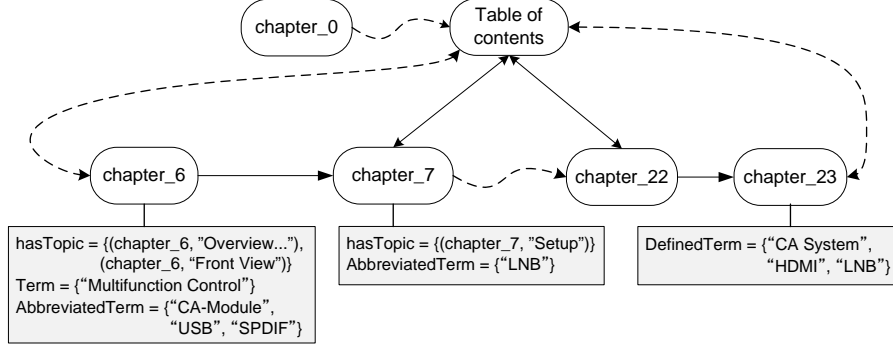 chapter_0
Table of
contents
chapter_6
chapter_7
chapter_22
chapter_23
hasTopic = {(chapter_6, ”Overview...”),
(chapter_6, “Front View”)}
Term = {“Multifunction Control”}
AbbreviatedTerm = {“CA-Module”,
“USB”, “SPDIF”}
hasTopic = {(chapter_7, ”Setup”)}
AbbreviatedTerm = {“LNB”}
DefinedTerm = {“CA System”,
“HDMI”, “LNB”}